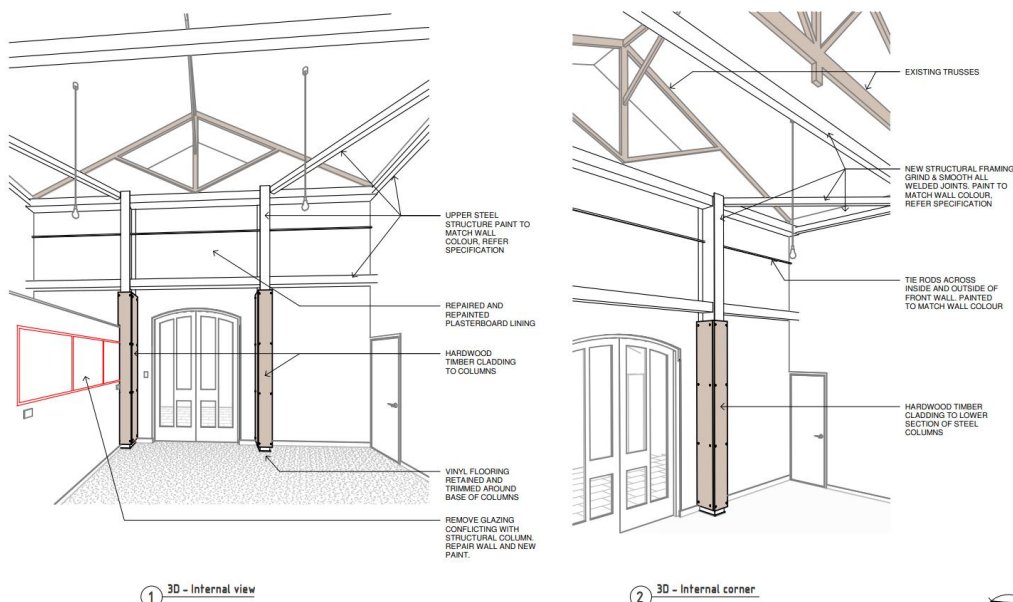 UPPER STEEL
STRUCTURE PAINT TO
MATCH WALL
COLOUR, REFER
SPECIFICATION
REPAIRED AND
REPAINTED
PLASTERBOARD LINING
HARDWOOD
TIMBER CLADDING
TO COLUMNS
VINYL FLOORING
RETAINED AND
TRIMMED AROUND
BASE OF COLUMNS
REMOVE GLAZING
CONFLICTING WITH
STRUCTURAL COLUMN.
REPAIR WALL AND NEW
PAINT.
1 3D - Internal view
EXISTING TRUSSES
NEW STRUCTURAL FRAMING
GRIND & SMOOTH ALL
WELDED JOINTS. PAINT TO
MATCH WALL COLOUR,
REFER SPECIFICATION
TIE RODS ACROSS
INSIDE AND OUTSIDE OF
FRONT WALL. PAINTED
TO MATCH WALL COLOUR
HARDWOOD TIMBER
CLADDING TO LOWER
SECTION OF STEEL
COLUMNS
2 3D - Internal corner